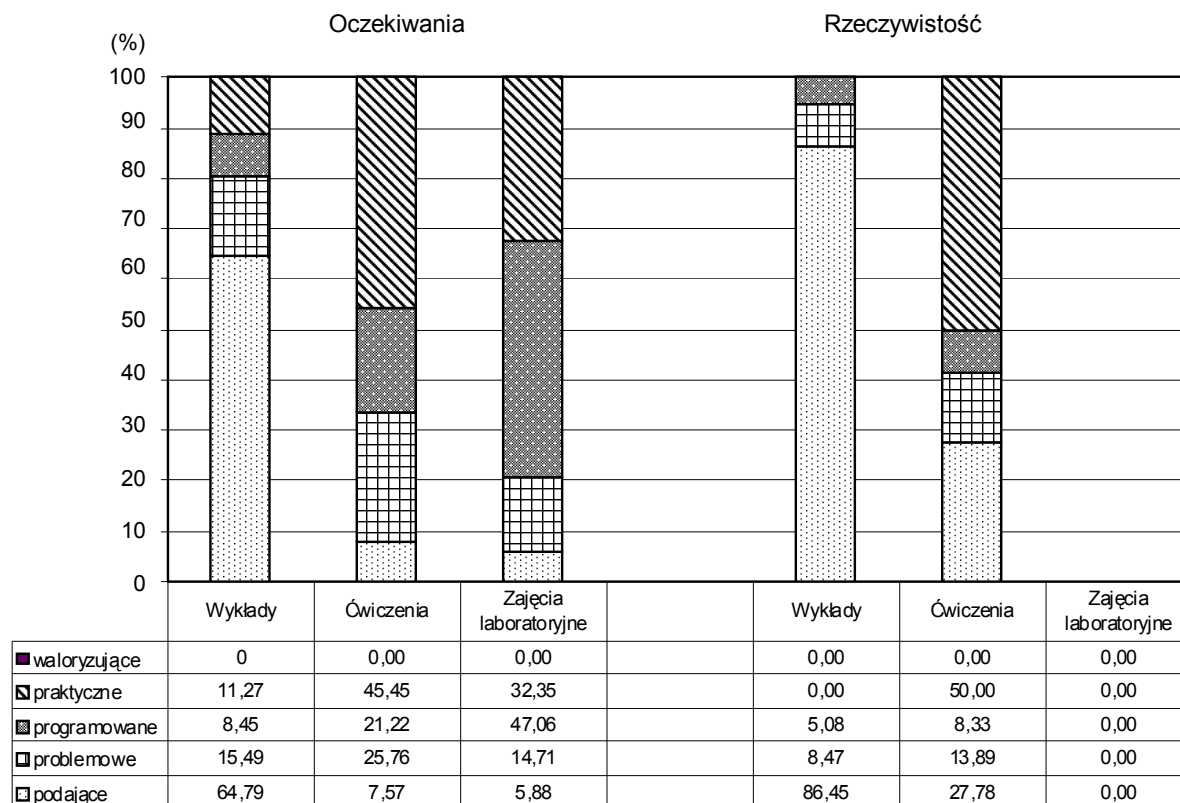 Oczekiwania Rzeczywistość
(%)
100
90
80
70
60
50
40
30
20
10
0
Wykłady Ćwiczenia Zajęcia laboratoryjne Wykłady Ćwiczenia Zajęcia laboratoryjne
waloryzujące 0 0,00 0,00 0,00 0,00 0,00
praktyczne 11,27 45,45 32,35 0,00 50,00 0,00
programowane 8,45 21,22 47,06 5,08 8,33 0,00
problemowe 15,49 25,76 14,71 8,47 13,89 0,00
podające 64,79 7,57 5,88 86,45 27,78 0,00